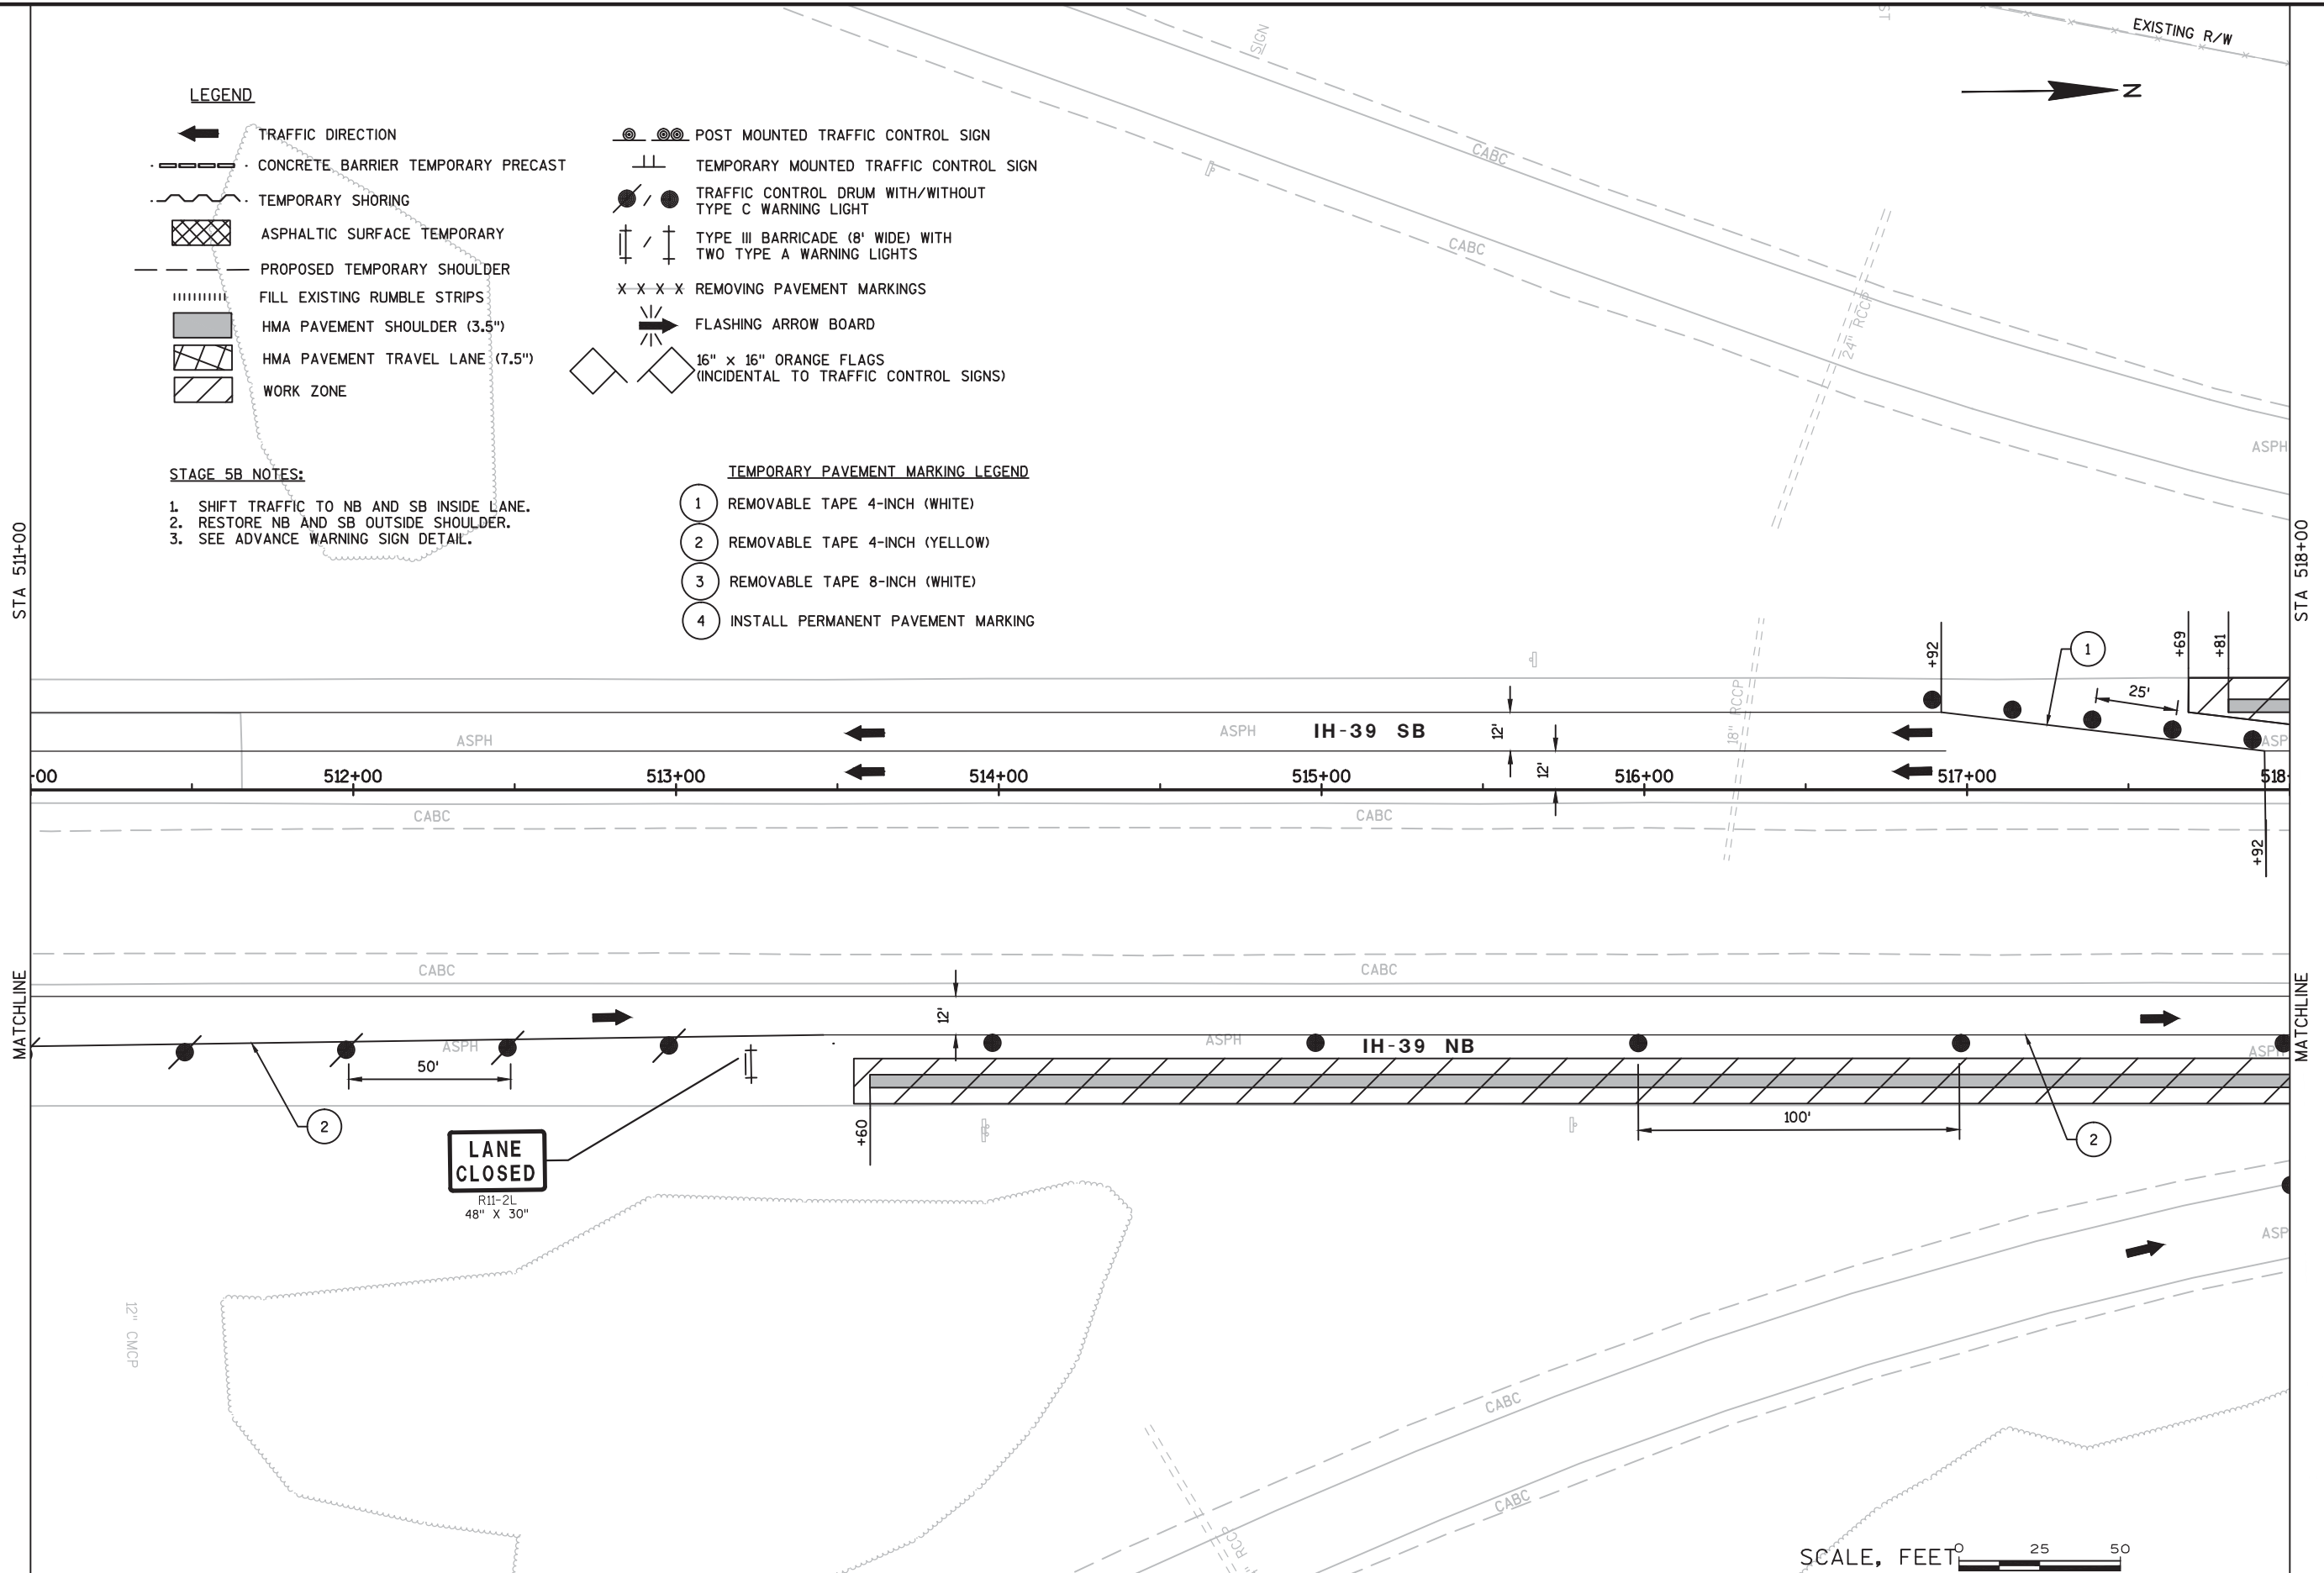 SIGN
ST
EXISTING R/W
N
LEGEND
TRAFFIC DIRECTION
CONCRETE BARRIER TEMPORARY PRECAST
TEMPORARY SHORING
ASPHALTIC SURFACE TEMPORARY
PROPOSED TEMPORARY SHOULDER
FILL EXISTING RUMBLE STRIPS
HMA PAVEMENT SHOULDER (3.5")
HMA PAVEMENT TRAVEL LANE (7.5")
WORK ZONE
POST MOUNTED TRAFFIC CONTROL SIGN
TEMPORARY MOUNTED TRAFFIC CONTROL SIGN
/ TRAFFIC CONTROL DRUM WITH/WITHOUT
TYPE C WARNING LIGHT
/ TYPE III BARRICADE (8' WIDE) WITH
TWO TYPE A WARNING LIGHTS
X X X X REMOVING PAVEMENT MARKINGS
FLASHING ARROW BOARD
16" x 16" ORANGE FLAGS
(INCIDENTAL TO TRAFFIC CONTROL SIGNS)
CABC
CABC
24" RCCP
ASPH
STAGE 5B NOTES:
1. SHIFT TRAFFIC TO NB AND SB INSIDE LANE.
2. RESTORE NB AND SB OUTSIDE SHOULDER.
3. SEE ADVANCE WARNING SIGN DETAIL.
TEMPORARY PAVEMENT MARKING LEGEND
1 REMOVABLE TAPE 4-INCH (WHITE)
2 REMOVABLE TAPE 4-INCH (YELLOW)
3 REMOVABLE TAPE 8-INCH (WHITE)
4 INSTALL PERMANENT PAVEMENT MARKING
STA 511+00
STA 518+00
+92
1
+69
+81
25'
18" RCCP
ASPH
ASPH
IH-39 SB
12'
12'
ASP
-00
512+00
513+00
514+00
515+00
516+00
517+00
518-
CABC
CABC
+92
MATCHLINE
MATCHLINE
CABC
CABC
12'
ASPH
ASPH
IH-39 NB
ASPH
50'
2
+60
100'
2
LANE
CLOSED
R11-2L
48" X 30"
ASP
12" CMCP
CABC
CABC
RCCP
SCALE, FEET
0 25 50